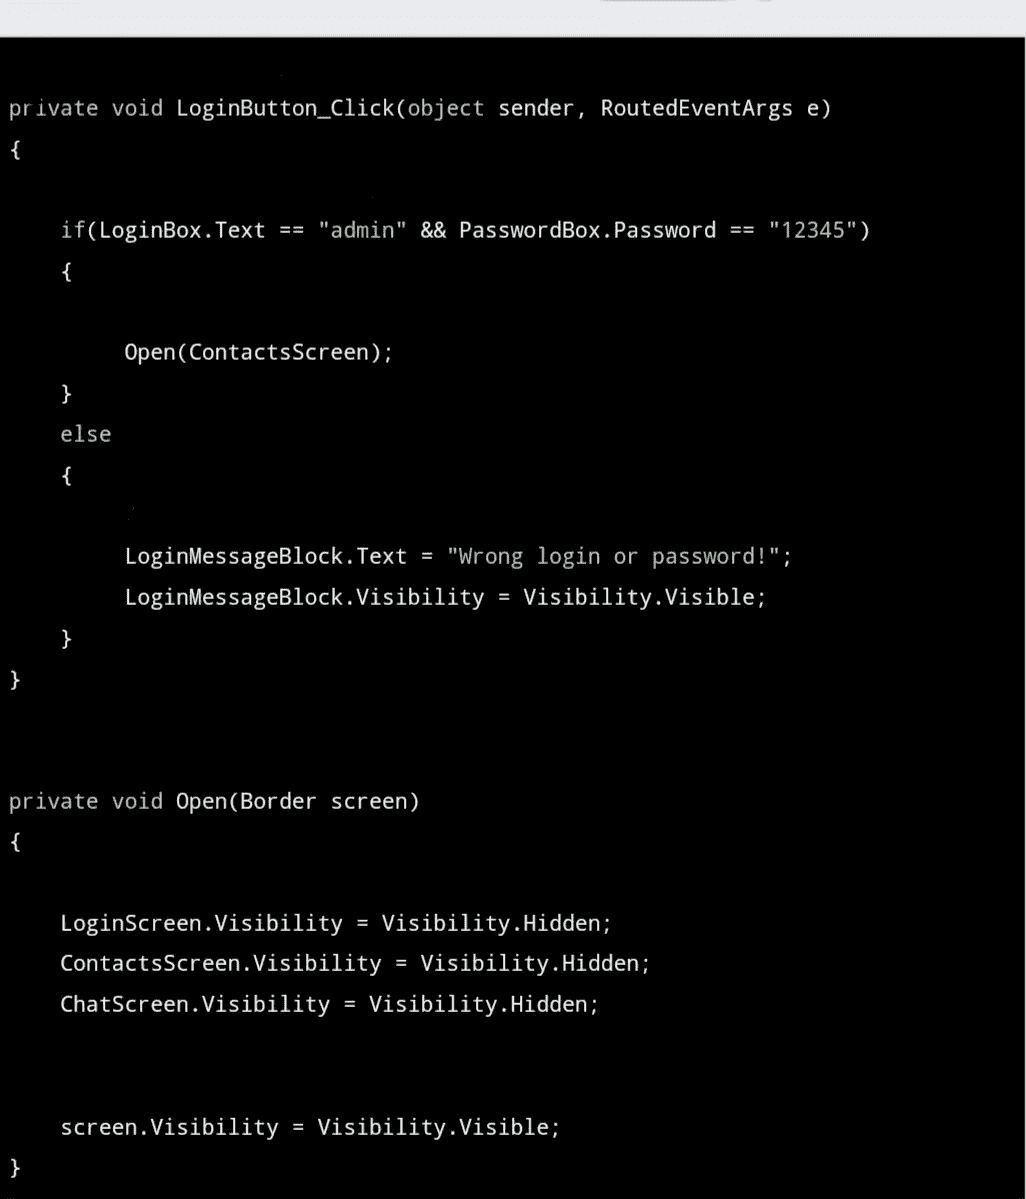 private void LoginButton_Click(object sender, RoutedEventArgs e)
{
if(LoginBox.Text == "admin" && PasswordBox.Password == "12345")
{
Open(ContactsScreen);
}
else
{
LoginMessageBlock.Text = "Wrong login or password!";
LoginMessageBlock.Visibility = Visibility.Visible;
}
}
private void Open(Border screen)
{
LoginScreen.Visibility = Visibility.Hidden;
ContactsScreen.Visibility = Visibility.Hidden;
ChatScreen.Visibility = Visibility.Hidden;
screen.Visibility = Visibility.Visible;
}